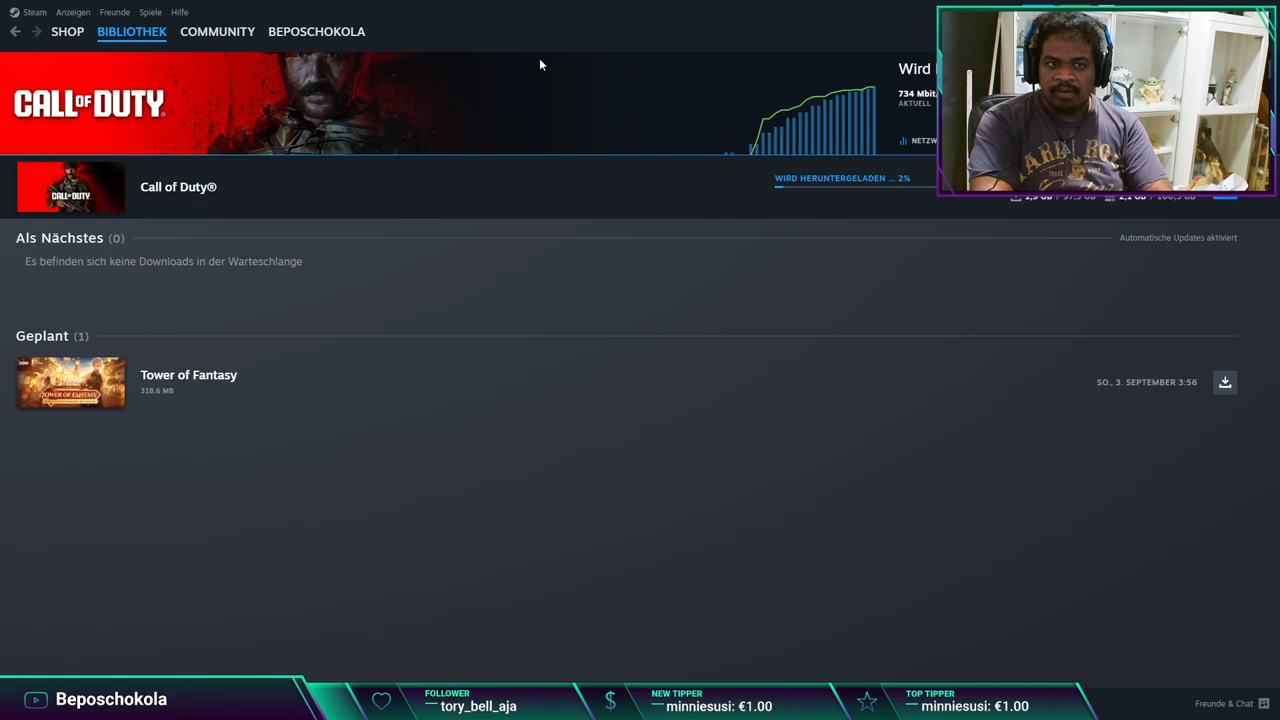 Steam Anzeigen Freunde Spiele Hilfe
SHOP BIBLIOTHEK COMMUNITY BEPOSCHOKOLA
CALL OF DUTY
Wird
734 Mbit
AKTUELL
NETZW
CALL OF DUTY
Call of Duty®
WIRD HERUNTERGELADEN ... 2%
HARD RO
Als Nächstes (0)
Automatische Updates aktiviert
Es befinden sich keine Downloads in der Warteschlange
Geplant (1)
TOWER OF FANTASY
Tower of Fantasy
318,6 MB
SO., 3. SEPTEMBER 3:56
Beposchokola
FOLLOWER
tory_bell_aja
NEW TIPPER
minniesusi: €1.00
TOP TIPPER
minniesusi: €1.00
Freunde & Chat